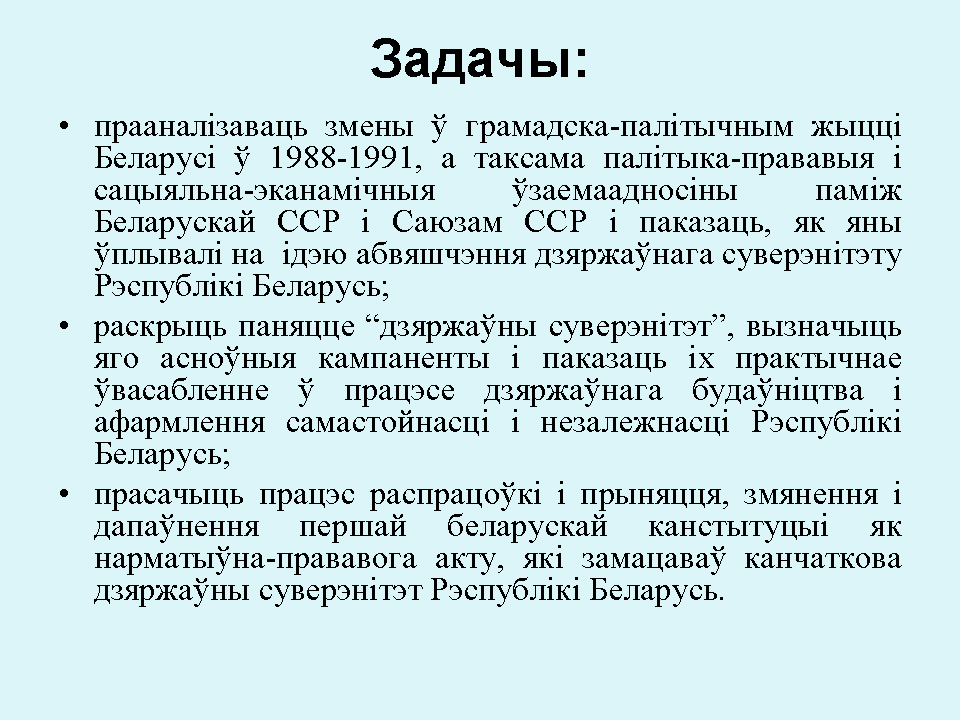 Задачы:
• прааналізаваць змены ў грамадска-палітычным жыцці
Беларусі ў 1988-1991, а таксама палітыка-прававыя і
сацыяльна-эканамічныя ўзаемаадносіны паміж
Беларускай ССР і Саюзам ССР і паказаць, як яны
ўплывалі на ідэю абвяшчэння дзяржаўнага суверэнітэту
Рэспублікі Беларусь;
• раскрыць паняцце “дзяржаўны суверэнітэт”, вызначыць
яго асноўныя кампаненты і паказаць іх практычнае
ўвасабленне ў працэсе дзяржаўнага будаўніцтва і
афармлення самастойнасці і незалежнасці Рэспублікі
Беларусь;
• прасачыць працэс распрацоўкі і прыняцця, змянення і
дапаўнення першай беларускай канстытуцыі як
нарматыўна-прававога акту, які замацаваў канчаткова
дзяржаўны суверэнітэт Рэспублікі Беларусь.